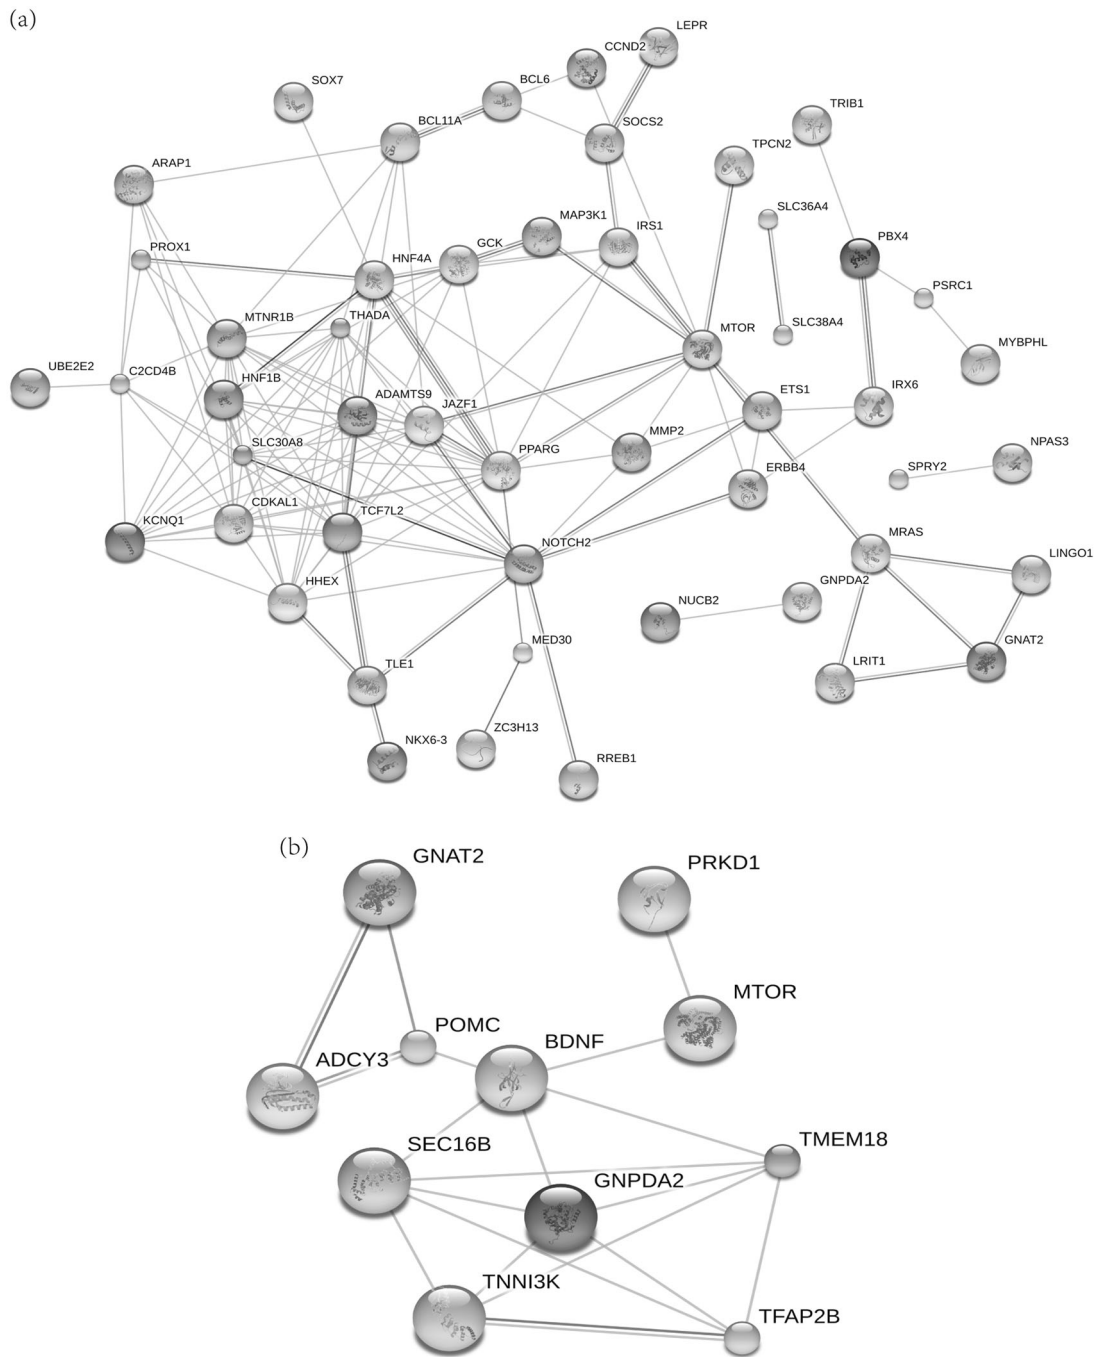 (a)
LEPR
CCND2
BCL6
SOX7
TRIB1
BCL11A
SOCS2
TPCN2
ARAP1
SLC36A4
MAP3K1
IRS1
PBX4
PROX1
GCK
HNF4A
PSRC1
MTNR1B
THADA
SLC38A4
MTOR
MYBPHL
UBE2E2
C2CD4B
HNF1B
ADAMTS9
JAZF1
ETS1
IRX6
SLC30A8
PPARG
MMP2
NPAS3
ERBB4
SPRY2
CDKAL1
TCF7L2
KCNQ1
NOTCH2
MRAS
LINGO1
HHEX
GNPDA2
NUCB2
MED30
GNAT2
TLE1
LRIT1
ZC3H13
NKX6-3
RREB1
(b)
GNAT2
PRKD1
MTOR
POMC
BDNF
ADCY3
TMEM18
SEC16B
GNPDA2
TNNI3K
TFAP2B